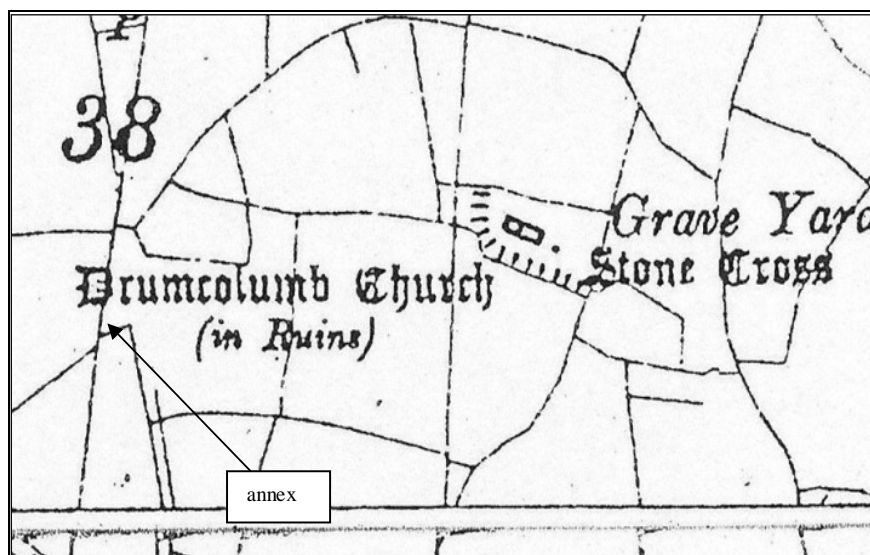 38
Grave Yard
Stone Cross
Drumcolumb Church
(in Ruins)
annex